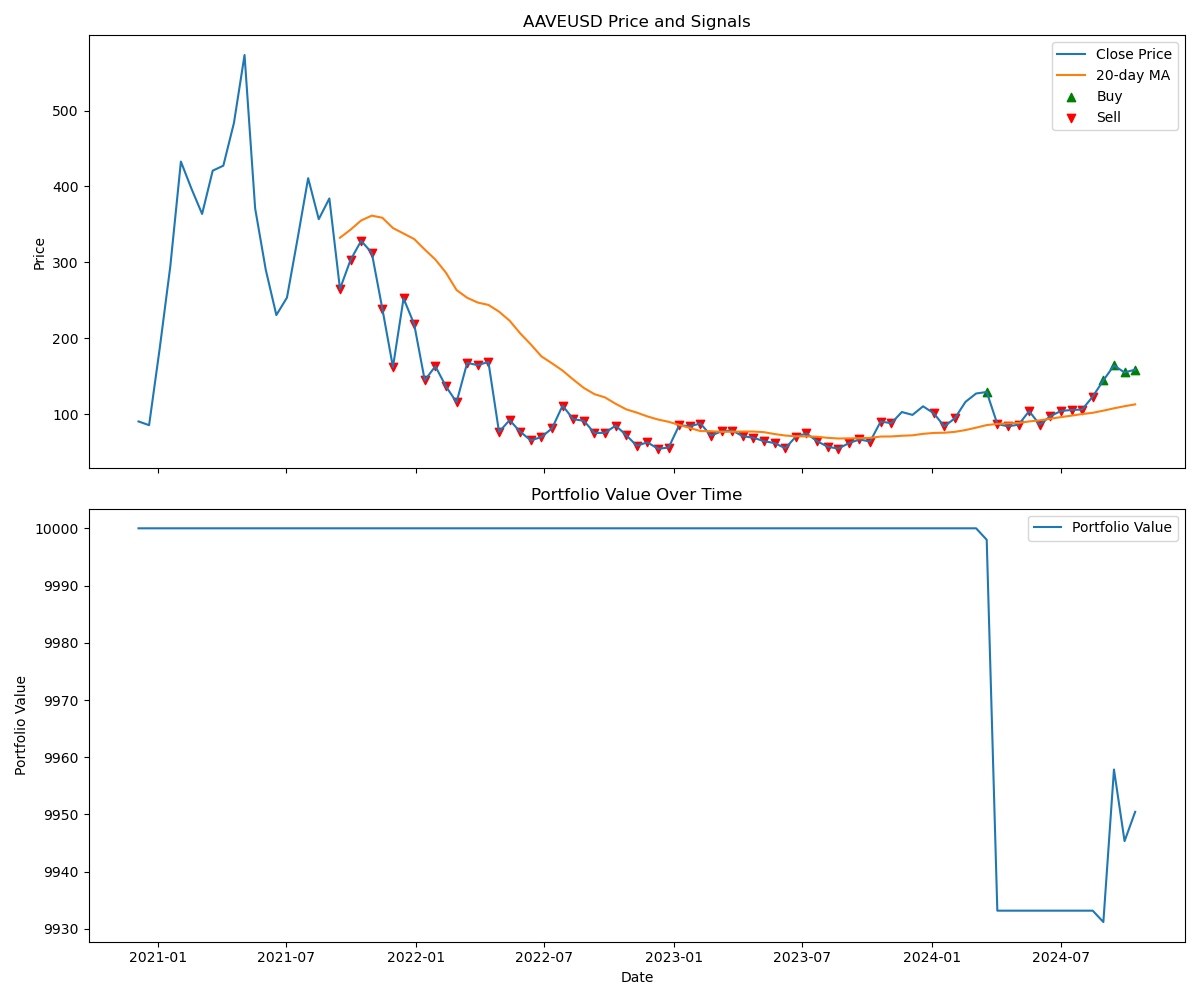 AAVEUSD Price and Signals
Close Price
20-day MA
Buy
Sell
500
400
300
200
100
Price
Portfolio Value Over Time
Portfolio Value
10000
9990
9980
9970
9960
9950
9940
9930
Portfolio Value
2021-01
2021-07
2022-01
2022-07
2023-01
2023-07
2024-01
2024-07
Date